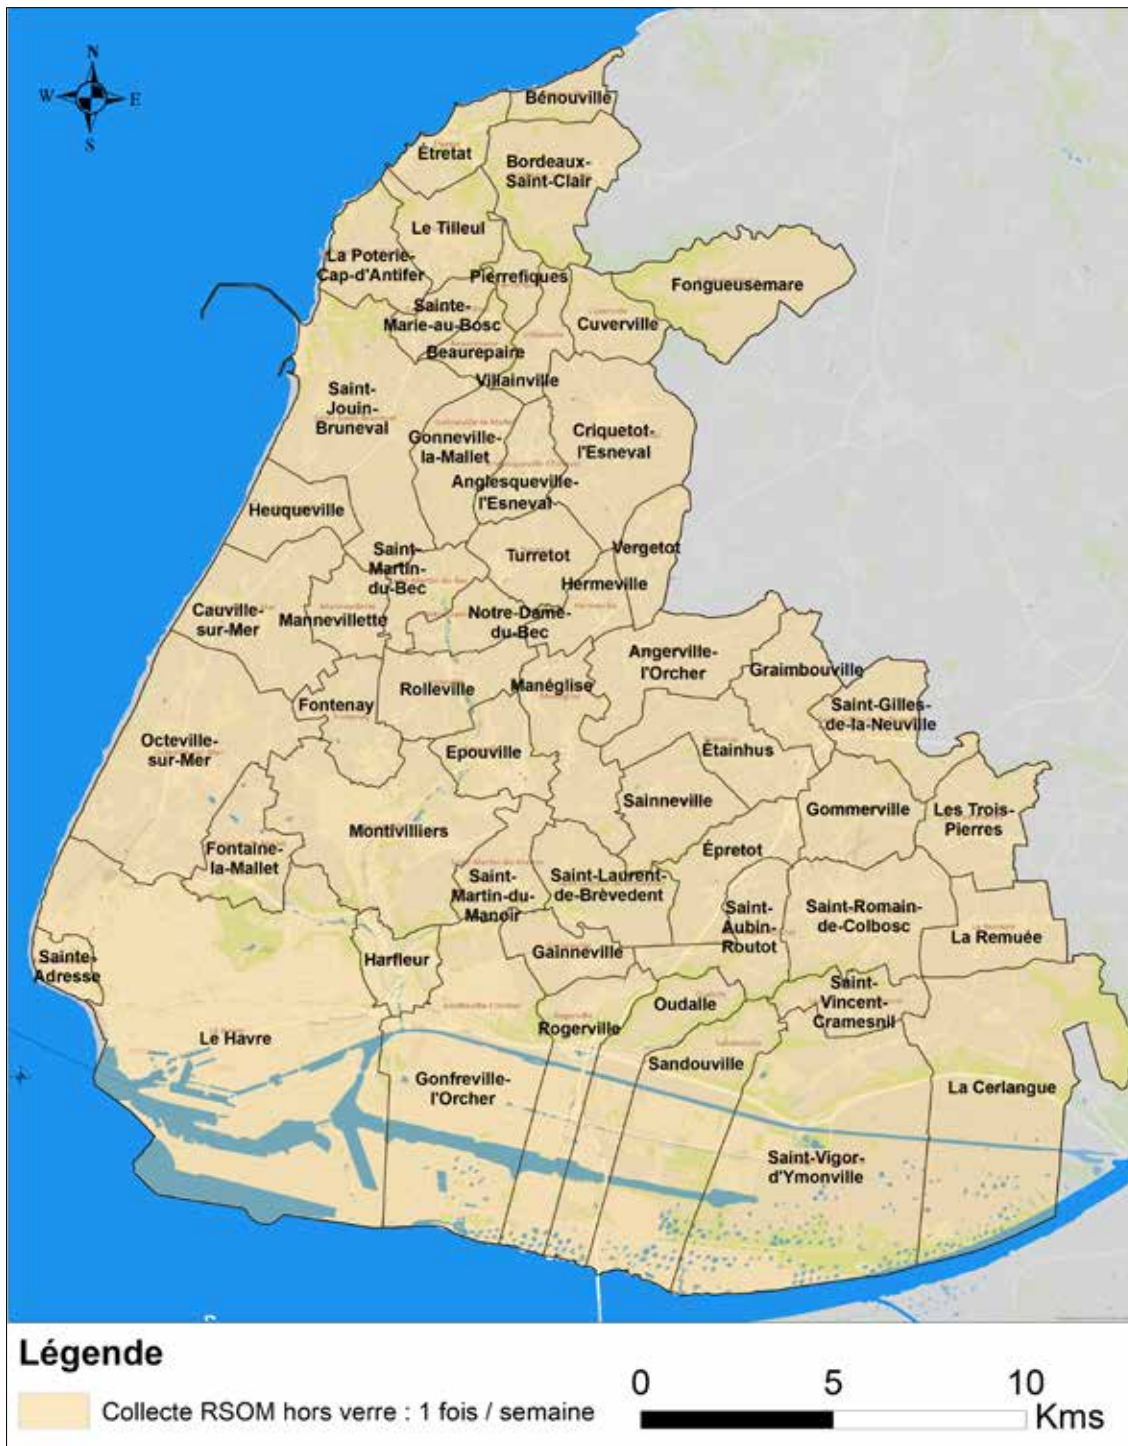 N
W
E
S
Bénouville
Étretat
Bordeaux-
Saint-Clair
Le Tilleul
La Poterie-
Cap-d'Antifer
Pierrefiques
Fongueusemare
Sainte-
Marie-au-Bosc
Cuverville
Beaurepaire
Villainville
Saint-
Jouin-
Bruneval
Gonneville-
la-Mallet
Criquetot-
l'Esneval
Anglesqueville-
l'Esneval
Heuqueville
Saint-
Martin-
du-Bec
Turretot
Vergetot
Hermeville
Cauville-
sur-Mer
Mannevillette
Notre-Dame-
du-Bec
Angerville-
l'Orcher
Graimbouville
Rolleville
Manéglise
Fontenay
Saint-Gilles-
de-la-Neuville
Octeville-
sur-Mer
Epouville
Étainhus
Sainneville
Gommerville
Les Trois-
Pierres
Montivilliers
Fontaine-
la-Mallet
Épretot
Saint-
Martin-du-
Manoir
Saint-Laurent-
de-Brèvedent
Saint-
Aubin-
Routot
Saint-Romain-
de-Colbosc
La Remuée
Sainte-
Adresse
Harfleur
Gainneville
Oudalle
Saint-
Vincent-
Cramesnil
Rogerville
Le Havre
Sandouville
Gonfreville-
l'Orcher
La Cerlangue
Saint-Vigor-
d'Ymonville
Légende
Collecte RSOM hors verre : 1 fois / semaine
0 5 10
Kms